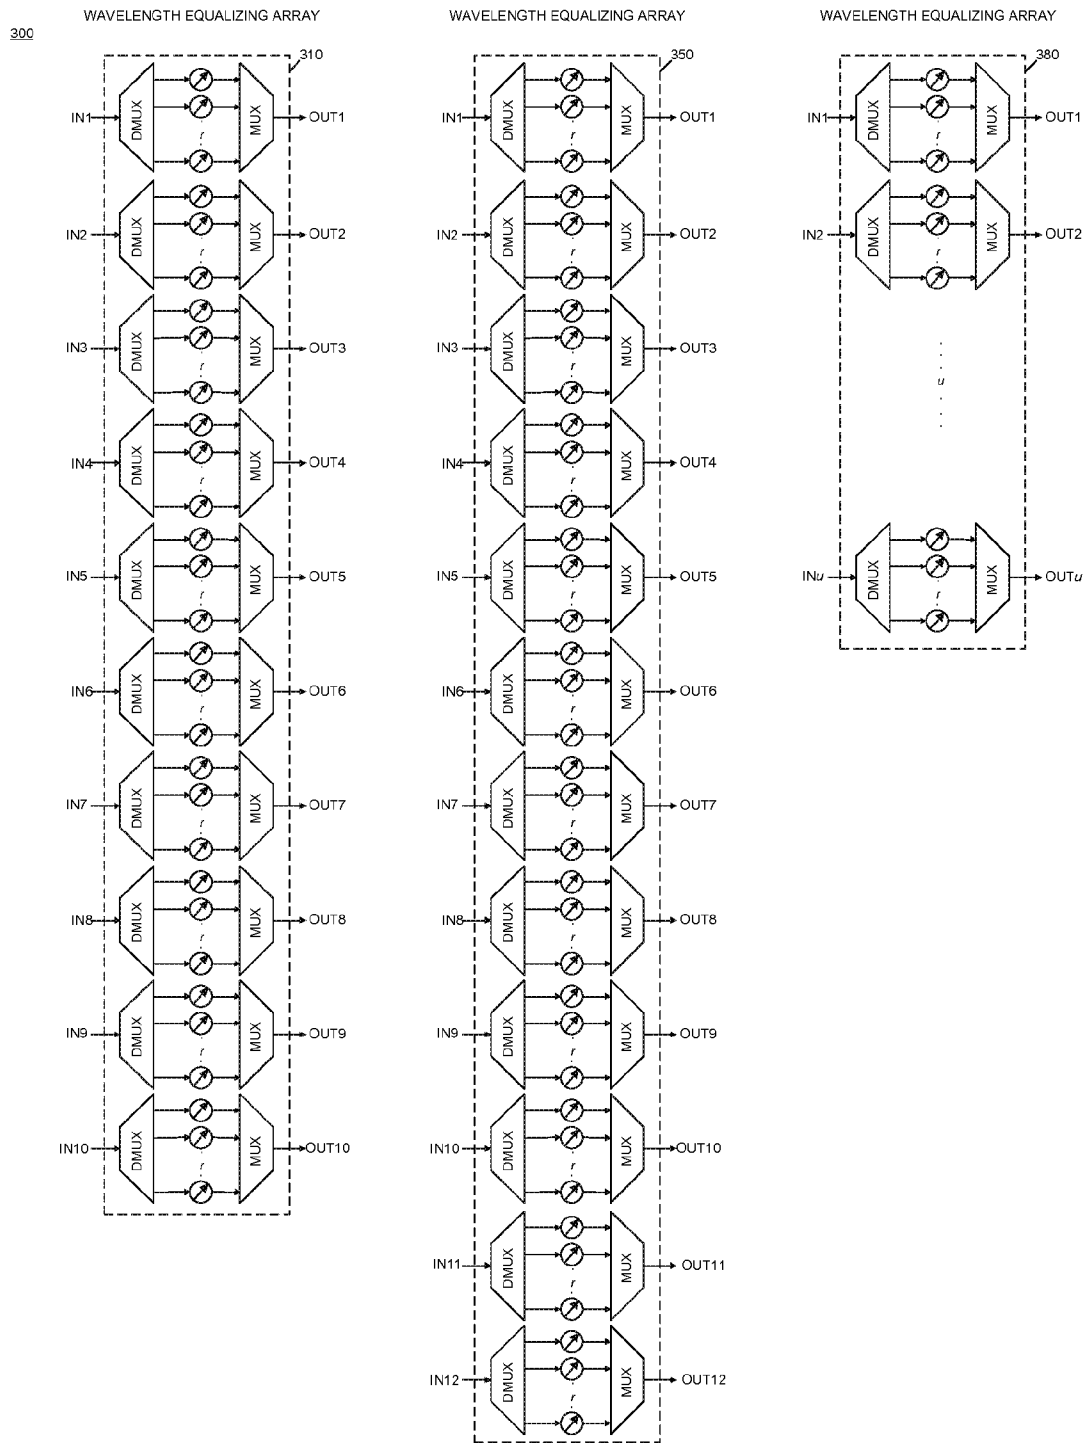 300
WAVELENGTH EQUALIZING ARRAY
310
IN1 DMUX r MUX OUT1
IN2 DMUX r MUX OUT2
IN3 DMUX r MUX OUT3
IN4 DMUX r MUX OUT4
IN5 DMUX r MUX OUT5
IN6 DMUX r MUX OUT6
IN7 DMUX r MUX OUT7
IN8 DMUX r MUX OUT8
IN9 DMUX r MUX OUT9
IN10 DMUX r MUX OUT10
WAVELENGTH EQUALIZING ARRAY
350
IN1 DMUX r MUX OUT1
IN2 DMUX r MUX OUT2
IN3 DMUX r MUX OUT3
IN4 DMUX r MUX OUT4
IN5 DMUX r MUX OUT5
IN6 DMUX r MUX OUT6
IN7 DMUX r MUX OUT7
IN8 DMUX r MUX OUT8
IN9 DMUX r MUX OUT9
IN10 DMUX r MUX OUT10
IN11 DMUX r MUX OUT11
IN12 DMUX r MUX OUT12
WAVELENGTH EQUALIZING ARRAY
380
IN1 DMUX r MUX OUT1
IN2 DMUX r MUX OUT2
u
INu DMUX r MUX OUTu